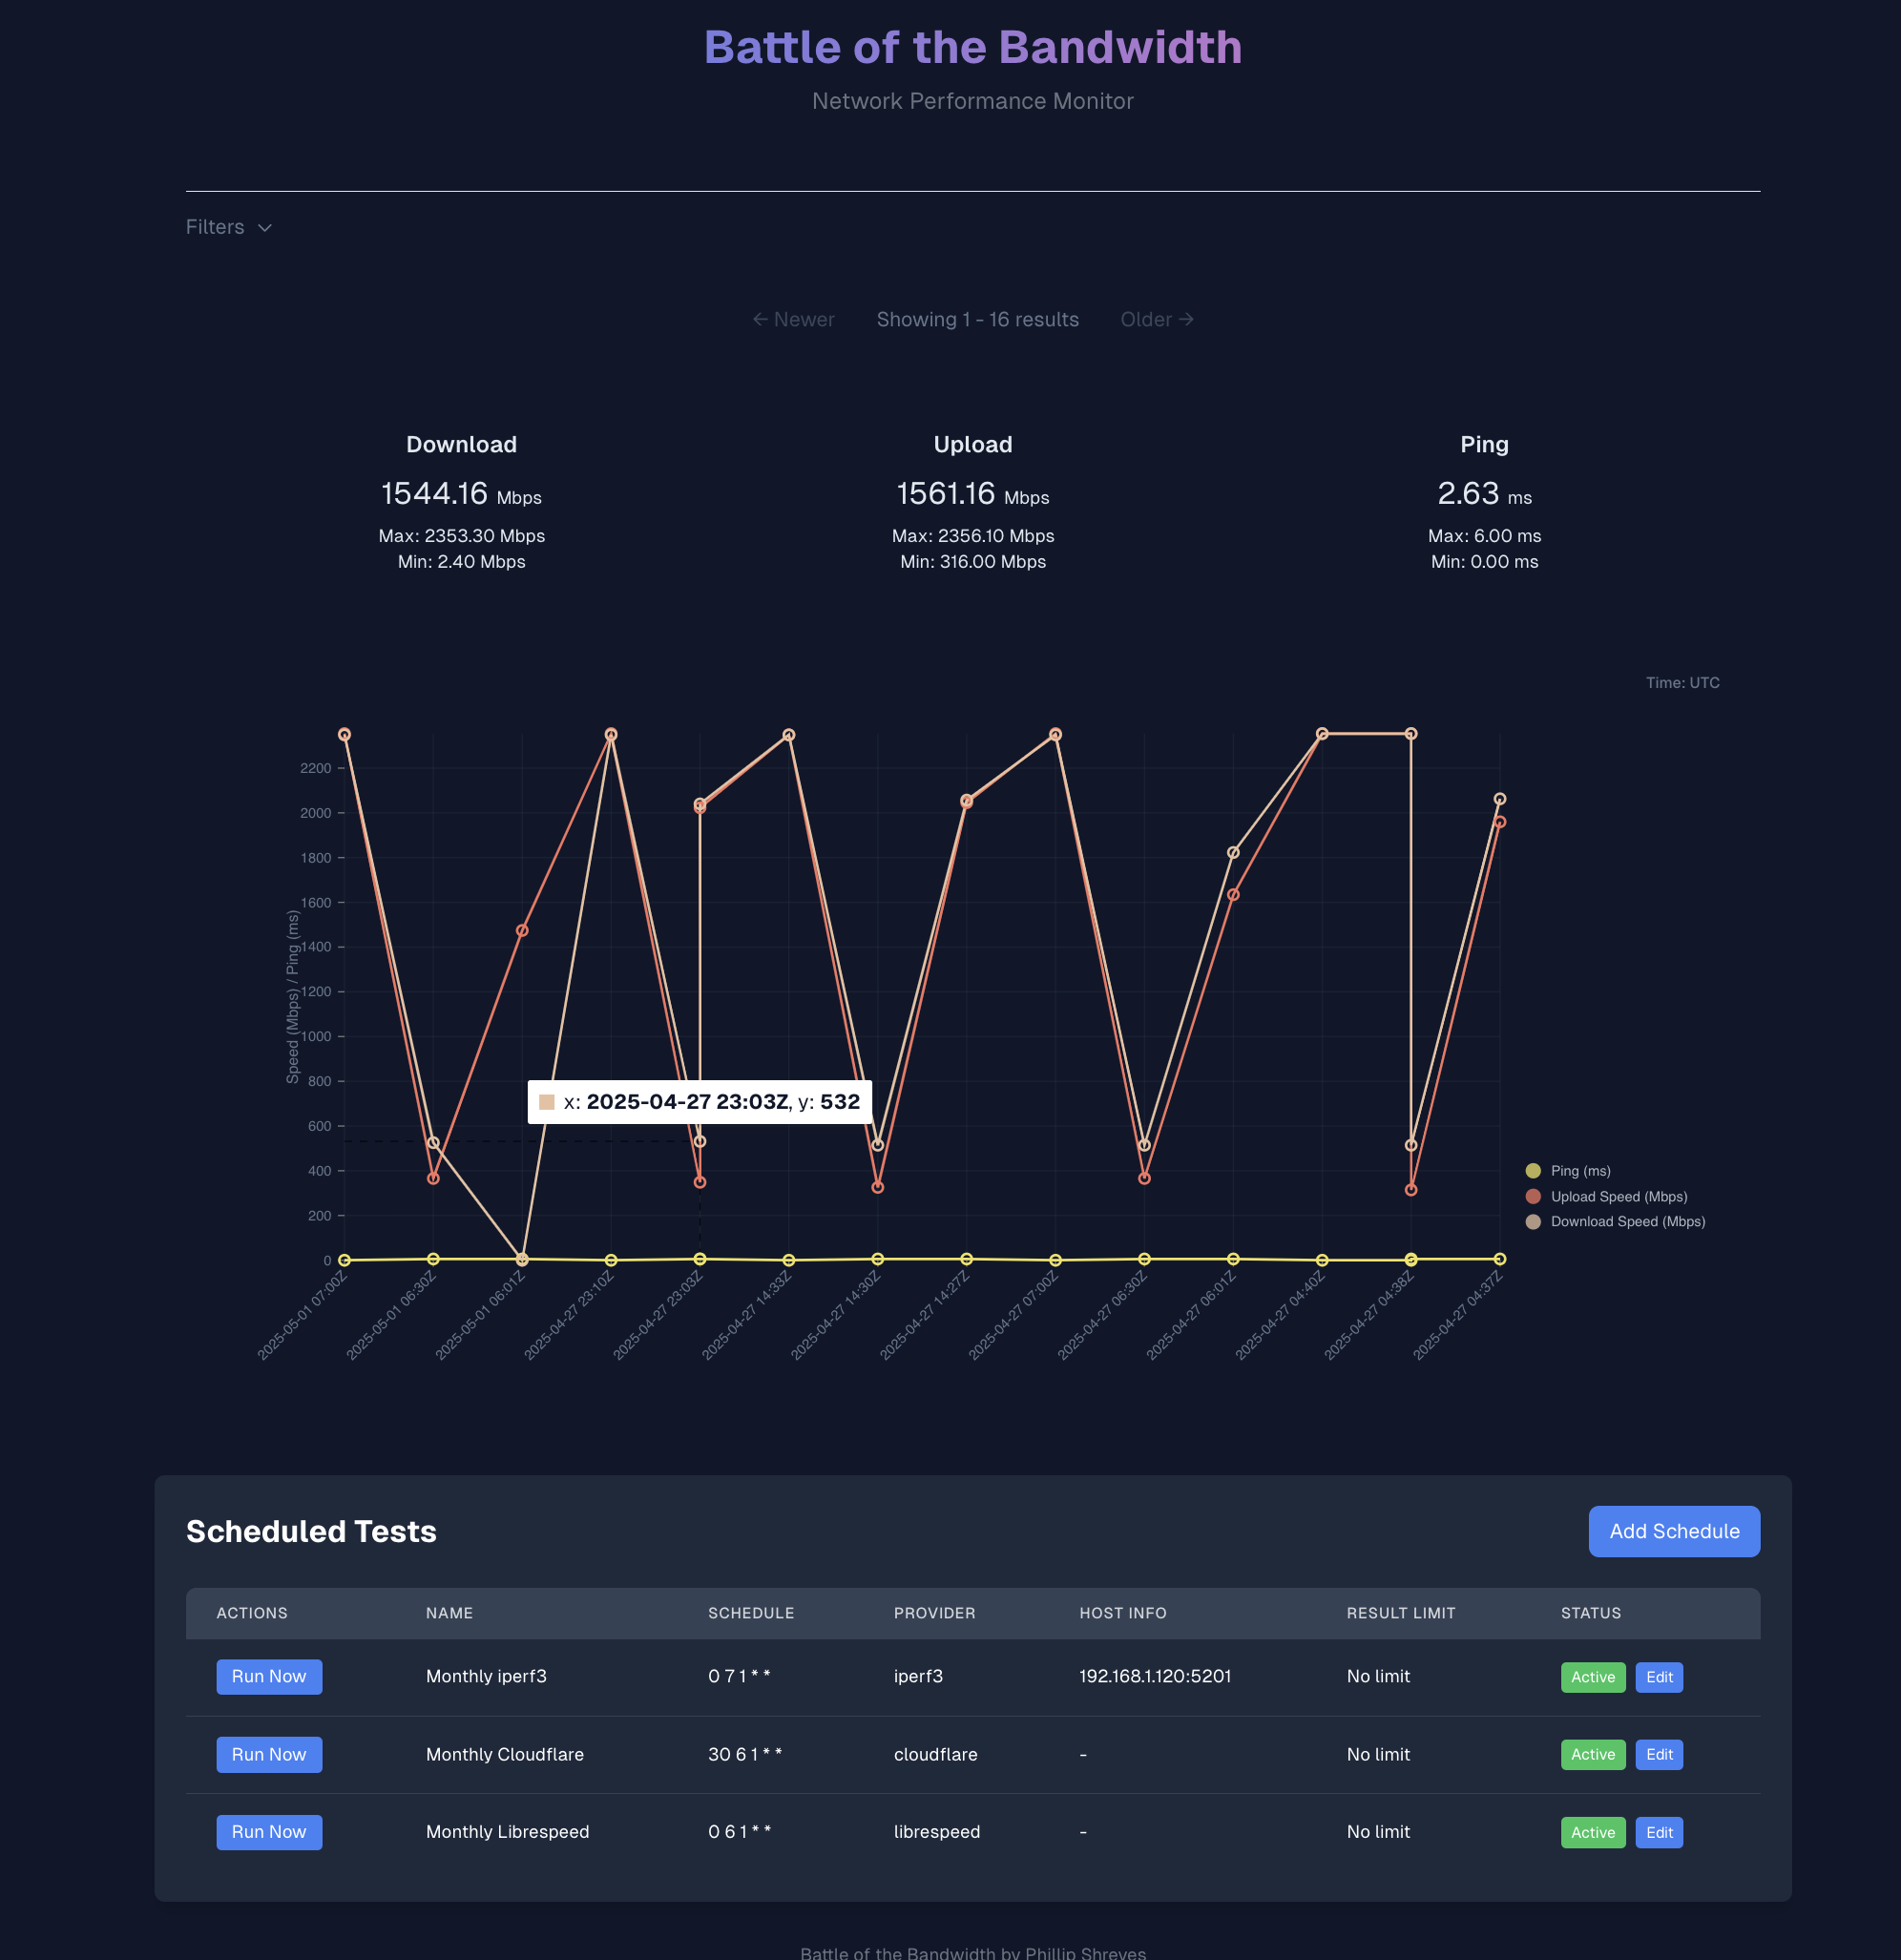 Battle of the Bandwidth
Network Performance Monitor
Filters
← Newer Showing 1 - 16 results Older →
Download Upload Ping
1544.16 Mbps 1561.16 Mbps 2.63 ms
Max: 2353.30 Mbps Max: 2356.10 Mbps Max: 6.00 ms
Min: 2.40 Mbps Min: 316.00 Mbps Min: 0.00 ms
Time: UTC
Speed (Mbps) / Ping (ms)
2200
2000
1800
1600
1400
1200
1000
800
600
400
200
0
x: 2025-04-27 23:03Z, y: 532
Ping (ms)
Upload Speed (Mbps)
Download Speed (Mbps)
2025-05-01 07:00Z
2025-05-01 06:30Z
2025-05-01 06:01Z
2025-04-27 23:10Z
2025-04-27 23:03Z
2025-04-27 14:33Z
2025-04-27 14:30Z
2025-04-27 14:27Z
2025-04-27 07:00Z
2025-04-27 06:30Z
2025-04-27 06:01Z
2025-04-27 04:40Z
2025-04-27 04:38Z
2025-04-27 04:37Z
Scheduled Tests Add Schedule
ACTIONS NAME SCHEDULE PROVIDER HOST INFO RESULT LIMIT STATUS
Run Now Monthly iperf3 0 7 1 * * iperf3 192.168.1.120:5201 No limit Active Edit
Run Now Monthly Cloudflare 30 6 1 * * cloudflare - No limit Active Edit
Run Now Monthly Librespeed 0 6 1 * * librespeed - No limit Active Edit
Battle of the Bandwidth by Phillip Shreves